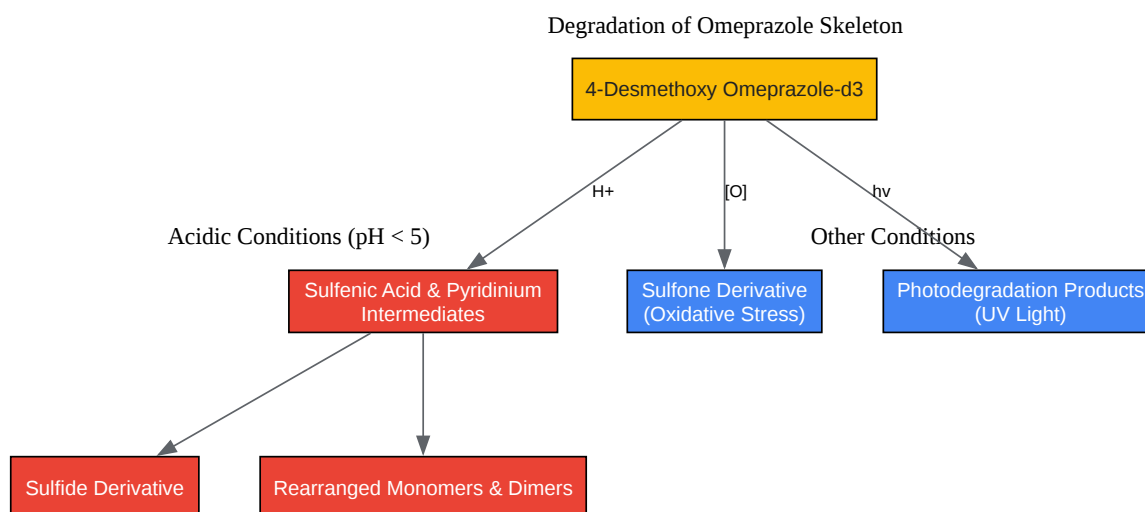 Degradation of Omeprazole Skeleton
4-Desmethoxy Omeprazole-d3
H+
[O]
hv
Acidic Conditions (pH < 5)
Other Conditions
Sulfenic Acid & Pyridinium
Intermediates
Sulfone Derivative
(Oxidative Stress)
Photodegradation Products
(UV Light)
Sulfide Derivative
Rearranged Monomers & Dimers